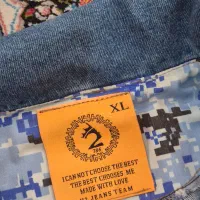 XL
2
I CAN NOT CHOOSE THE BEST
THE BEST CHOOSES ME
MADE WITH LOVE
JEANS TEAM